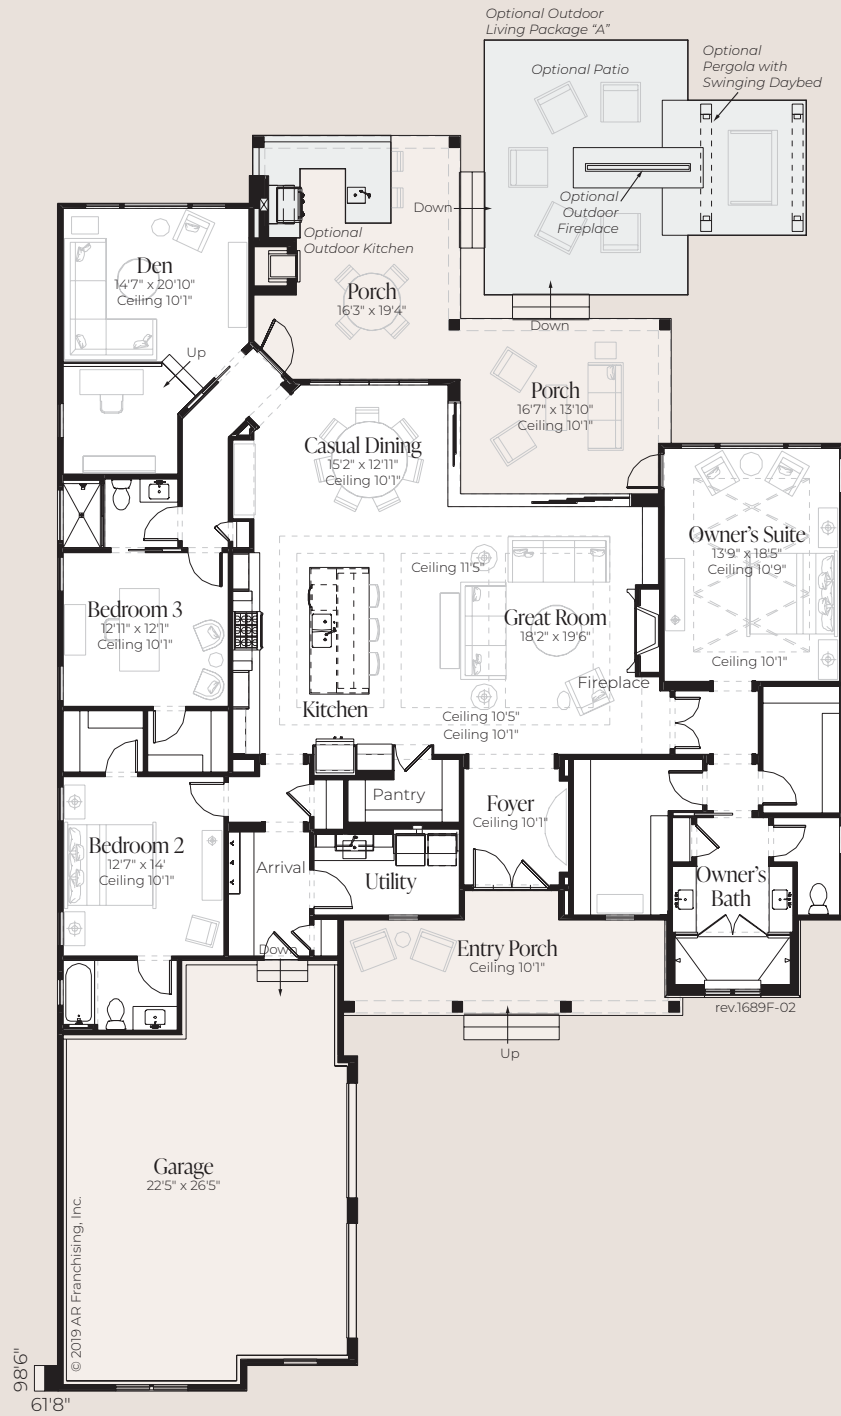 Optional Outdoor
Living Package “A”
Optional
Pergola with
Swinging Daybed
Optional Patio
Optional
Outdoor
Fireplace
Down
Optional
Outdoor Kitchen
Den
14'7" x 20'10"
Ceiling 10'1"
Porch
16'3" x 19'4"
Down
Up
Porch
16'7" x 13'10"
Ceiling 10'1"
Casual Dining
15'2" x 12'11"
Ceiling 10'1"
Owner's Suite
13'9" x 18'5"
Ceiling 10'9"
Ceiling 10'1"
Ceiling 11'5"
Bedroom 3
12'11" x 12'1"
Ceiling 10'1"
Great Room
18'2" x 19'6"
Fireplace
Kitchen
Ceiling 10'5"
Ceiling 10'1"
Pantry
Foyer
Ceiling 10'1"
Bedroom 2
12'7" x 14'
Ceiling 10'1"
Arrival
Utility
Owner's
Bath
Down
Entry Porch
Ceiling 10'1"
rev.1689F-02
Up
Garage
22'5" x 26'5"
© 2019 AR Franchising, Inc.
98'6"
61'8"